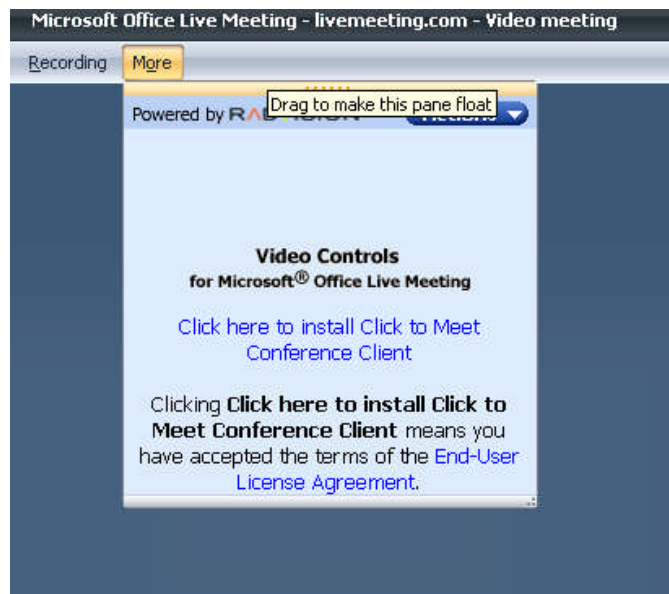 Microsoft Office Live Meeting - livemeeting.com - Video meeting
Recording More
Drag to make this pane float
Powered by
Video Controls
for Microsoft® Office Live Meeting
Click here to install Click to Meet
Conference Client
Clicking Click here to install Click to
Meet Conference Client means you
have accepted the terms of the End-User
License Agreement.